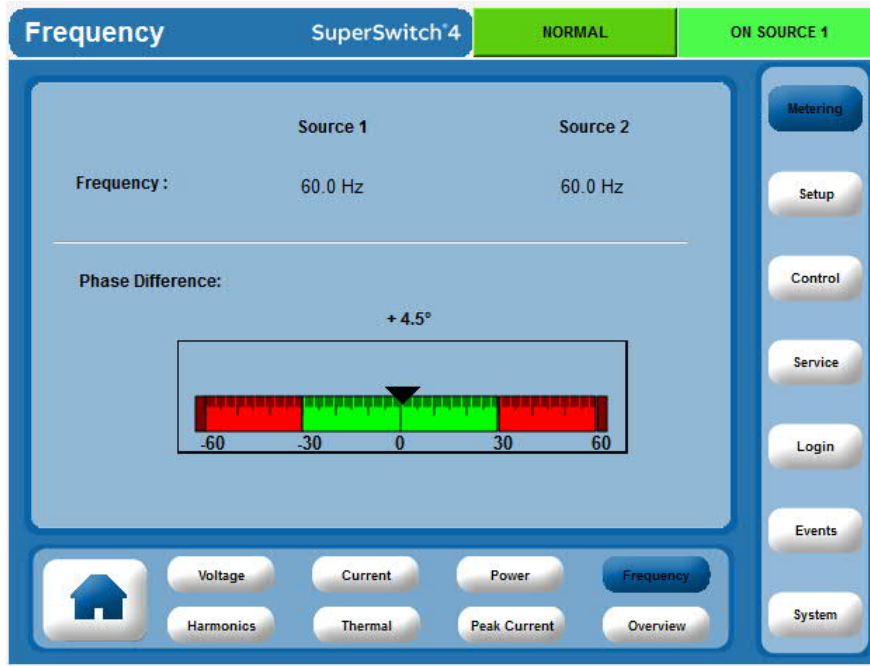 Frequency
SuperSwitch®4
NORMAL
ON SOURCE 1
Source 1 Source 2
Frequency : 60.0 Hz 60.0 Hz
Phase Difference:
+ 4.5°
-60 -30 0 30 60
Metering
Setup
Control
Service
Login
Events
System
Voltage Current Power Frequency
Harmonics Thermal Peak Current Overview